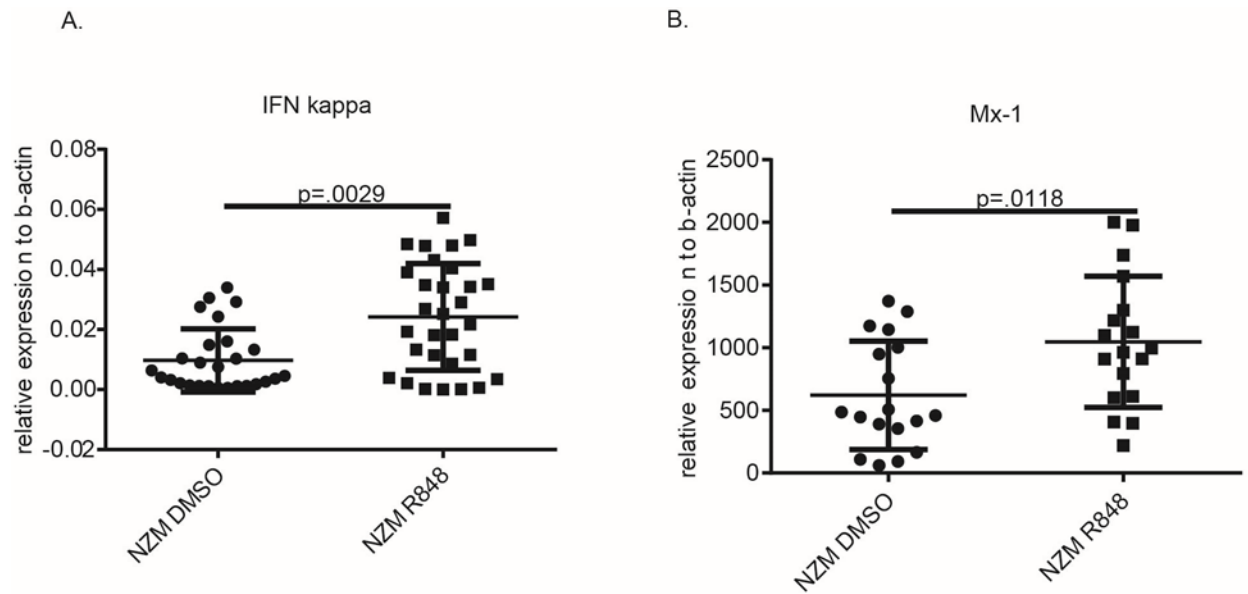 A.
IFN kappa
relative expression to b-actin
0.08
0.06
0.04
0.02
0.00
-0.02
p=.0029
NZM DMSO
NZM R848
B.
Mx-1
relative expressio n to b-actin
2500
2000
1500
1000
500
0
p=.0118
NZM DMSO
NZM R848